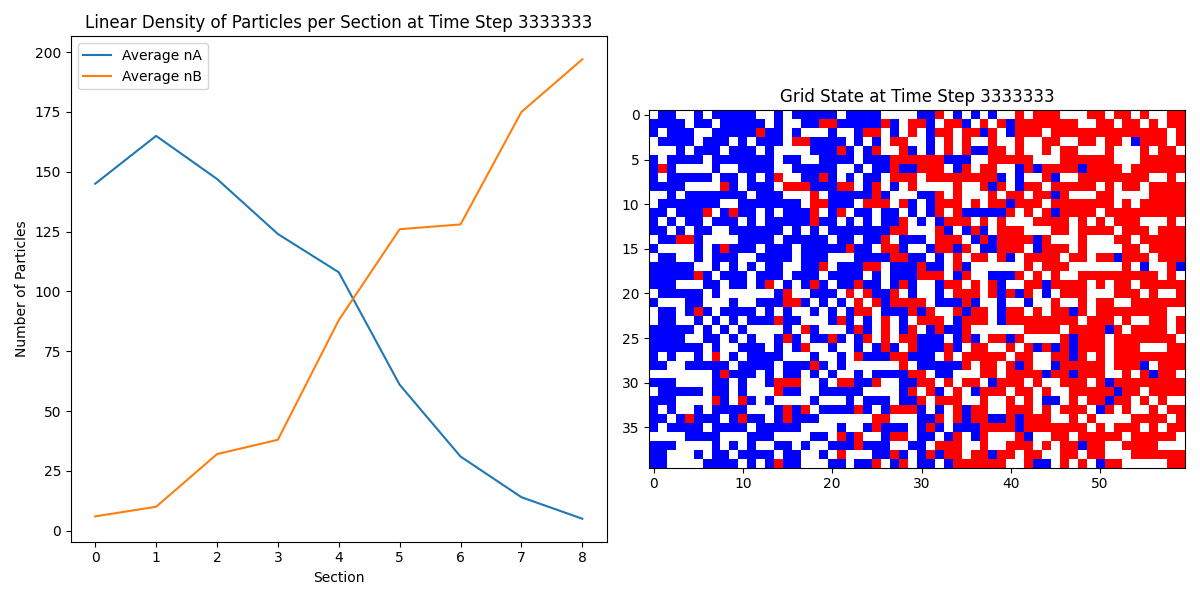 Linear Density of Particles per Section at Time Step 3333333
200
175
150
125
100
75
50
25
0
Number of Particles
Average nA
Average nB
0 1 2 3 4 5 6 7 8
Section
Grid State at Time Step 3333333
0
5
10
15
20
25
30
35
0 10 20 30 40 50